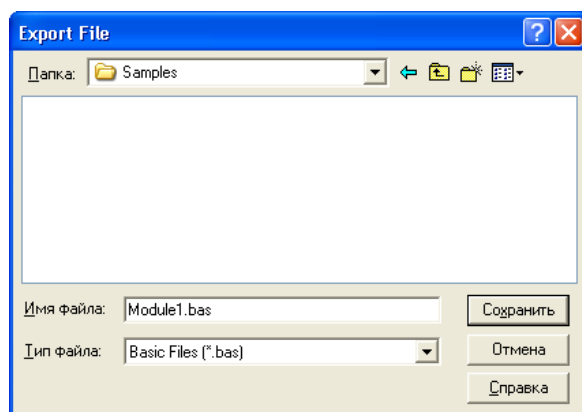 Export File
Папка: Samples
Имя файла: Module1.bas Сохранить
Тип файла: Basic Files (*.bas) Отмена
Справка